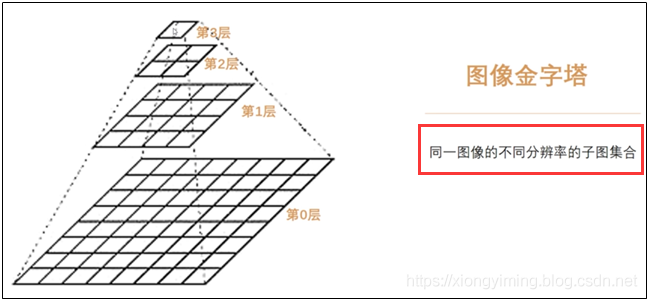 第3层
第2层
第1层
第0层
图像金字塔
同一图像的不同分辨率的子图集合
https://xiongyiming.blog.csdn.net